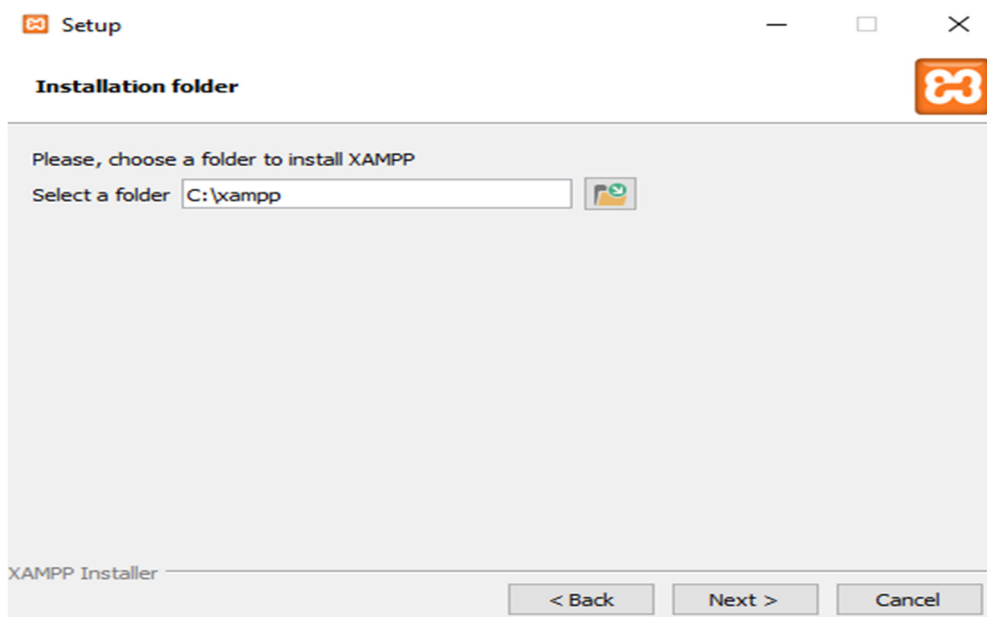 Setup
Installation folder
Please, choose a folder to install XAMPP
Select a folder C:\xampp
XAMPP Installer
< Back Next > Cancel